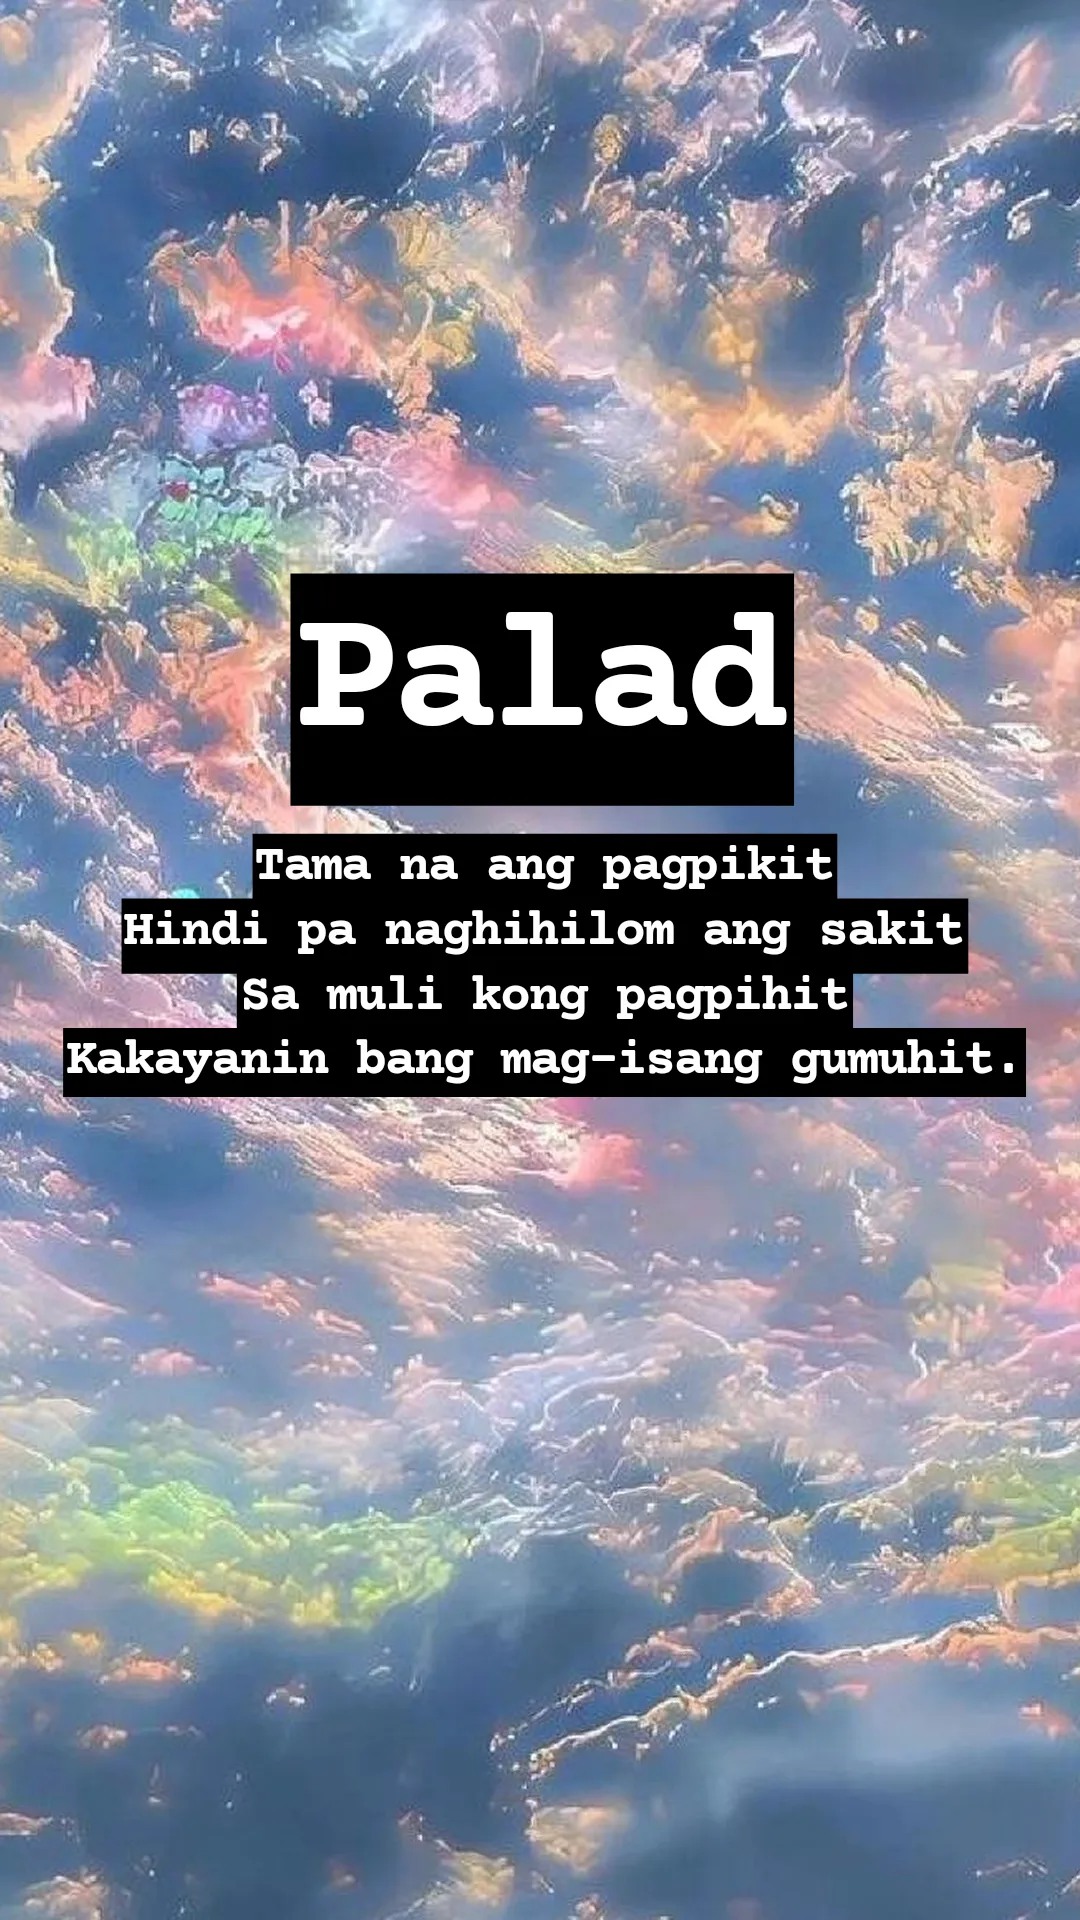 Palad
Tama na ang pagpikit
Hindi pa naghihilom ang sakit
Sa muli kong pagpihit
Kakayanin bang mag-isang gumuhit.